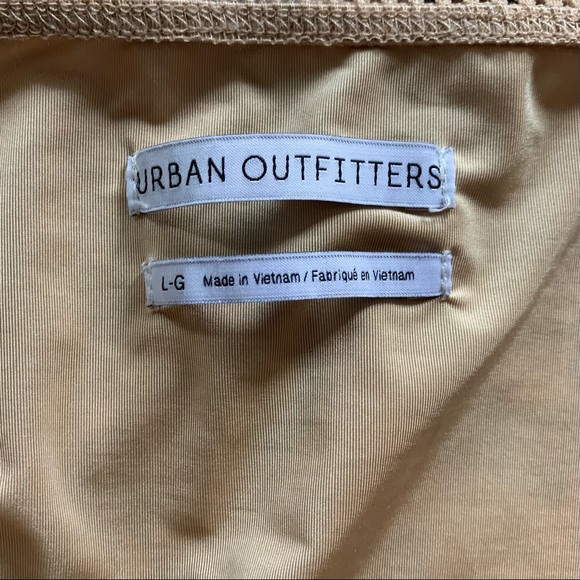 URBAN OUTFITTERS
L-G Made in Vietnam / Fabriqué en Vietnam